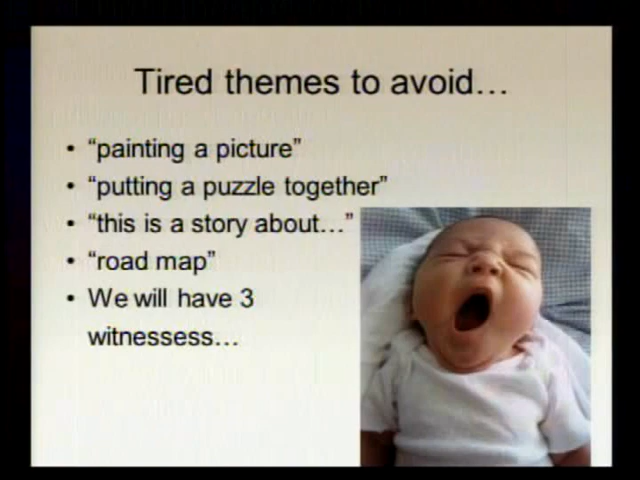 Tired themes to avoid…
• “painting a picture”
• “putting a puzzle together”
• “this is a story about…”
• “road map”
• We will have 3
witnessess…